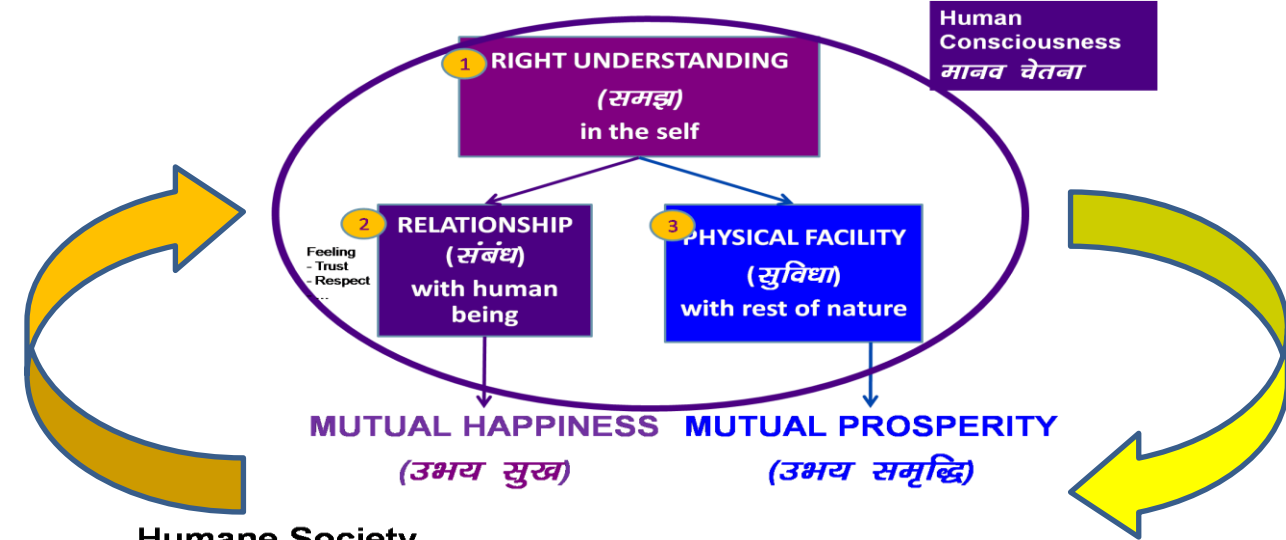 Human
Consciousness
मानव चेतना
1
RIGHT UNDERSTANDING
(समझ)
in the self
2
RELATIONSHIP
(संबंध)
with human
being
Feeling
- Trust
- Respect
...
3
PHYSICAL FACILITY
(सुविधा)
with rest of nature
MUTUAL HAPPINESS
(उभय सुख)
MUTUAL PROSPERITY
(उभय समृद्धि)
Humane Society